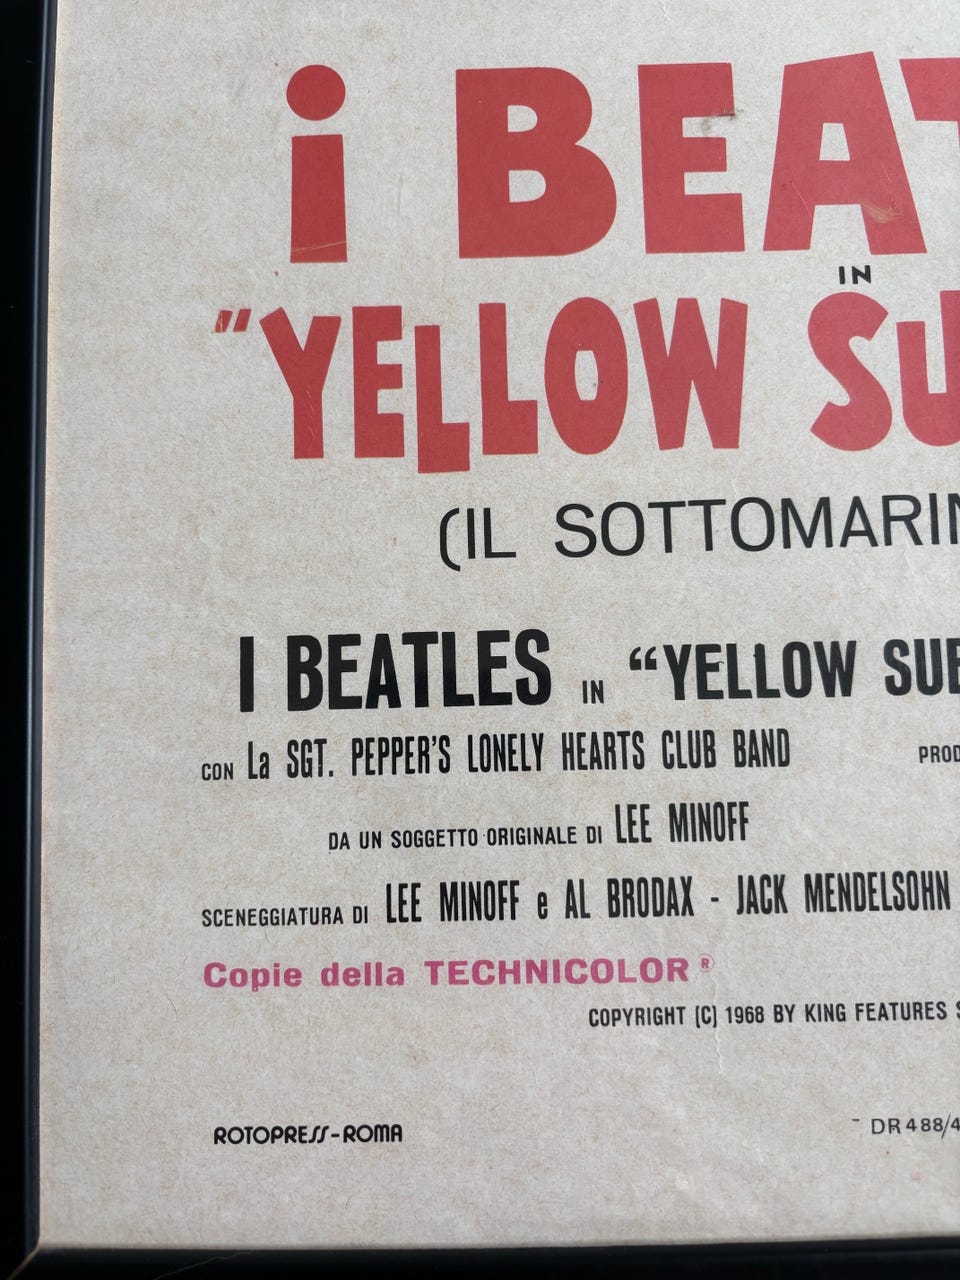 i BEAT
IN
"YELLOW SU
(IL SOTTOMARIN
I BEATLES IN “YELLOW SUB
CON La SGT. PEPPER'S LONELY HEARTS CLUB BAND PROD
DA UN SOGGETTO ORIGINALE DI LEE MINOFF
SCENEGGIATURA DI LEE MINOFF e AL BRODAX - JACK MENDELSOHN
Copie della TECHNICOLOR ®
COPYRIGHT (C) 1968 BY KING FEATURES S
ROTOPRESS-ROMA
DR 488/4